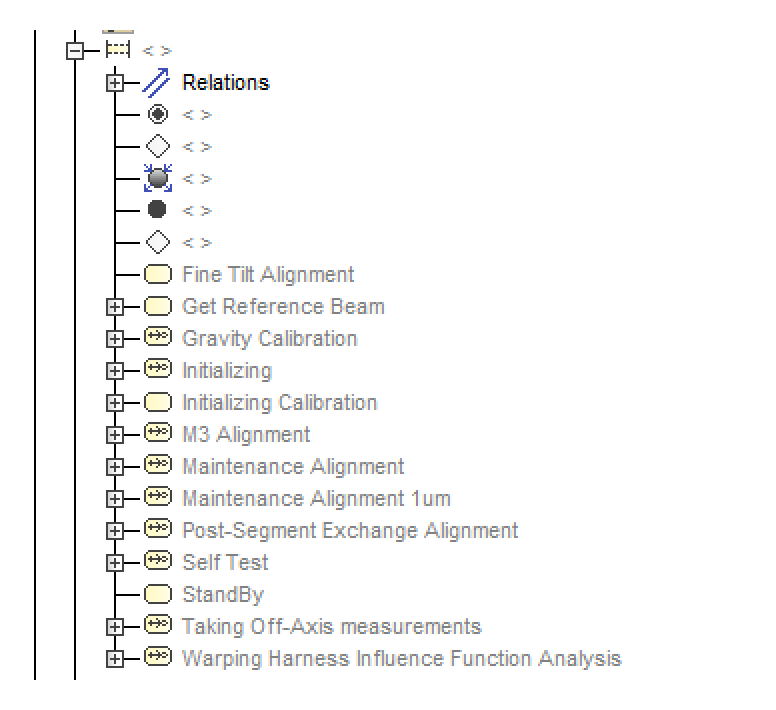 < >
Relations
< >
< >
< >
< >
< >
Fine Tilt Alignment
Get Reference Beam
Gravity Calibration
Initializing
Initializing Calibration
M3 Alignment
Maintenance Alignment
Maintenance Alignment 1um
Post-Segment Exchange Alignment
Self Test
StandBy
Taking Off-Axis measurements
Warping Harness Influence Function Analysis